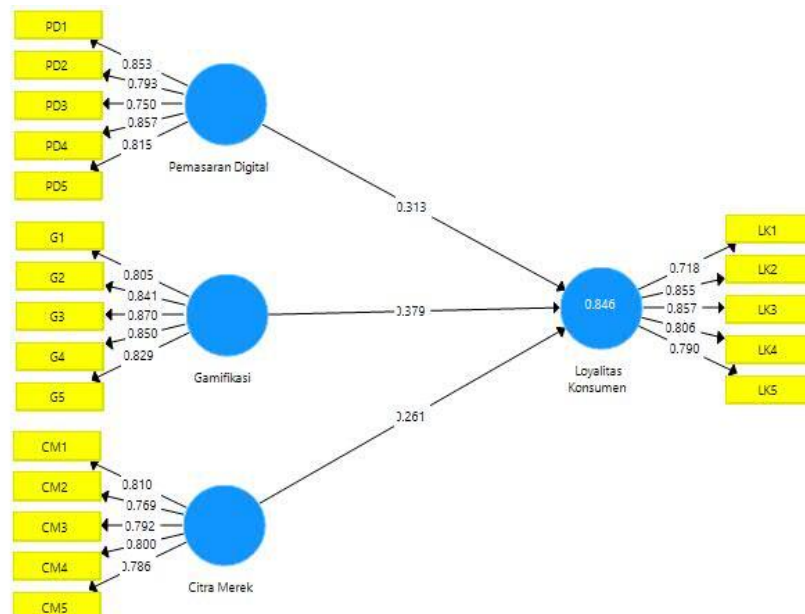 PD1
PD2
PD3
PD4
PD5
0.853
0.793
0.750
0.857
0.815
Pemasaran Digital
G1
G2
G3
G4
G5
0.805
0.841
0.870
0.850
0.829
Gamifikasi
CM1
CM2
CM3
CM4
CM5
0.810
0.769
0.792
0.800
0.786
Citra Merek
0.313
0.379
0.261
0.846
Loyalitas
Konsumen
0.718
0.855
0.857
0.806
0.790
LK1
LK2
LK3
LK4
LK5